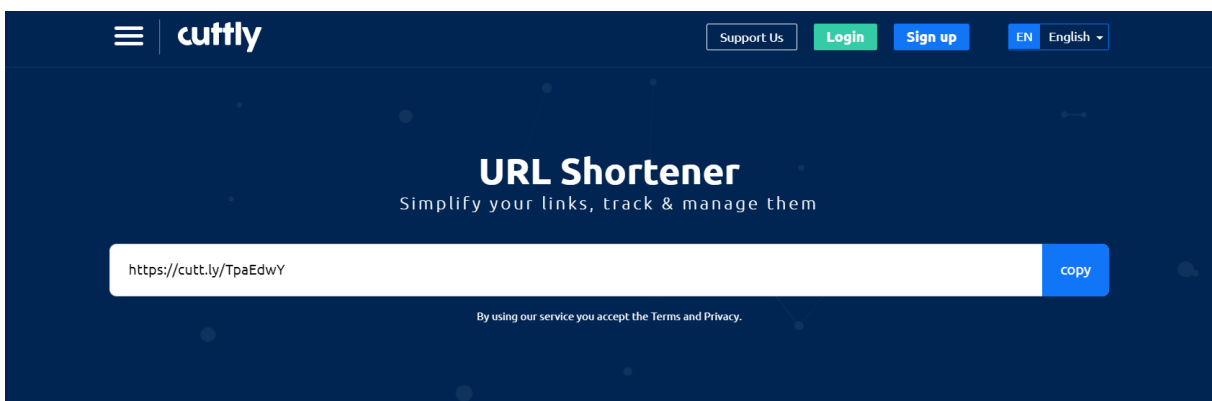 cuttly
Support Us
Login
Sign up
EN English
URL Shortener
Simplify your links, track & manage them
https://cutt.ly/TpaEdwY
copy
By using our service you accept the Terms and Privacy.